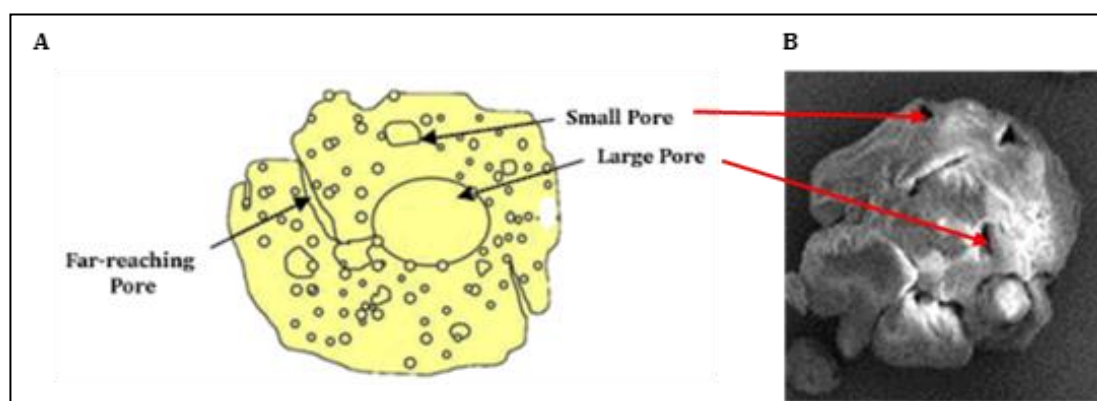 A
B
Small Pore
Large Pore
Far-reaching
Pore